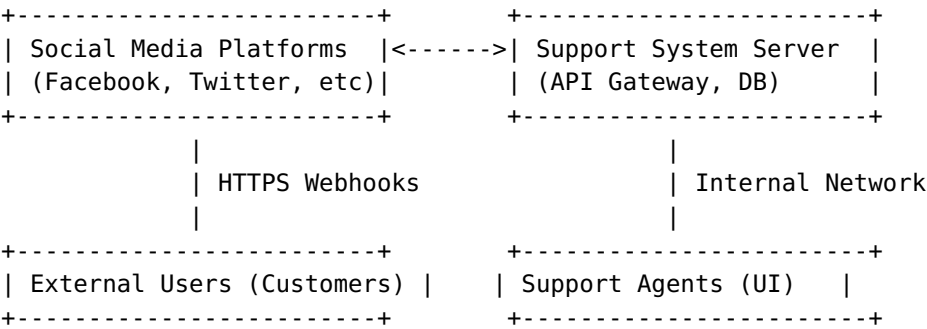 +-------------------------+        +------------------------+
| Social Media Platforms  |<------>| Support System Server  |
| (Facebook, Twitter, etc)|        | (API Gateway, DB)      |
+-------------------------+        +------------------------+
             |                                |
             | HTTPS Webhooks                 | Internal Network
             |                                |
+-------------------------+        +------------------------+
| External Users (Customers) |    | Support Agents (UI)   |
+-------------------------+        +------------------------+